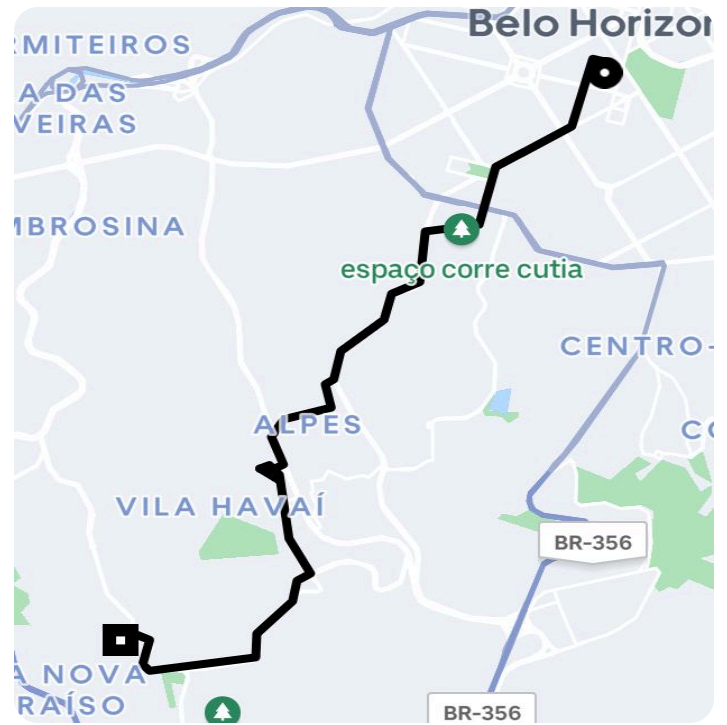 Belo Horizon
RMITEIROS
A DAS
VEIRAS
MBROSINA
espaço corre cutia
CENTRO-
ALPES
CO
VILA HAVAÍ
BR-356
A NOVA
RAÍSO
BR-356